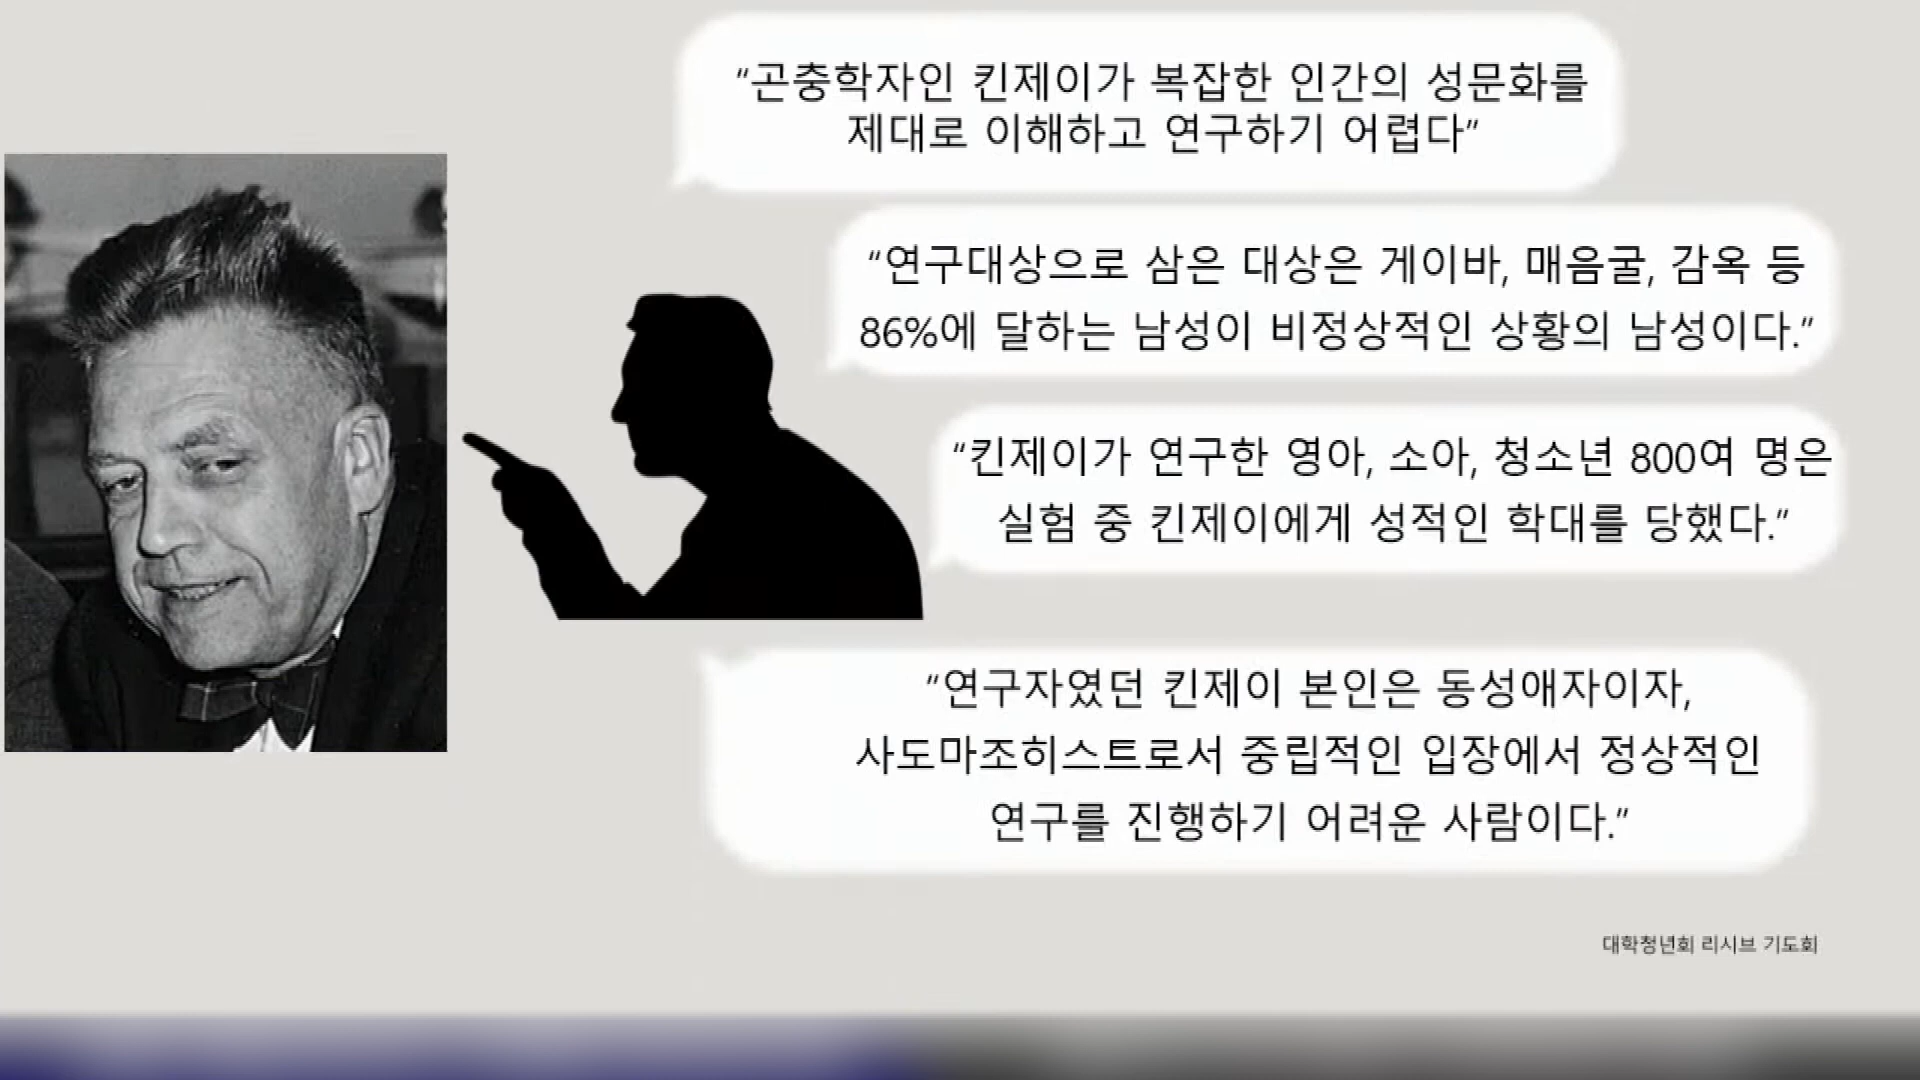 “곤충학자인 킨제이가 복잡한 인간의 성문화를
제대로 이해하고 연구하기 어렵다”
“연구대상으로 삼은 대상은 게이바, 매음굴, 감옥 등
86%에 달하는 남성이 비정상적인 상황의 남성이다.”
“킨제이가 연구한 영아, 소아, 청소년 800여 명은
실험 중 킨제이에게 성적인 학대를 당했다.”
“연구자였던 킨제이 본인은 동성애자이자,
사도마조히스트로서 중립적인 입장에서 정상적인
연구를 진행하기 어려운 사람이다.”
대학청년회 리시브 기도회